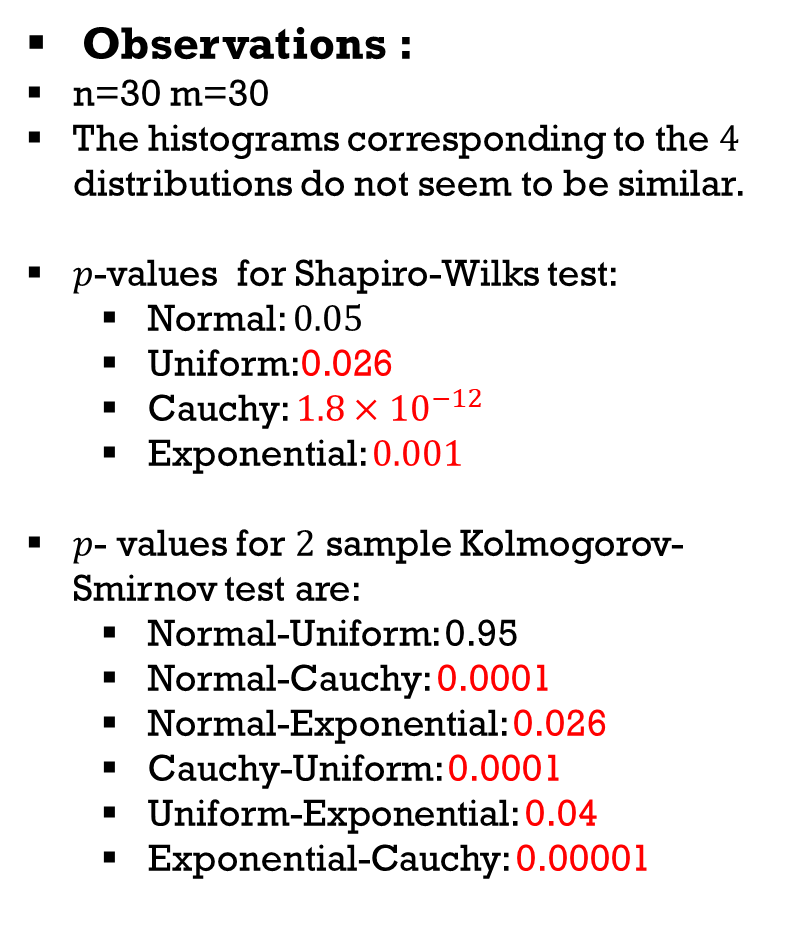 ▪ Observations :
▪ n=30 m=30
▪ The histograms corresponding to the 4
distributions do not seem to be similar.
▪ p-values for Shapiro-Wilks test:
▪ Normal: 0.05
▪ Uniform:0.026
▪ Cauchy: 1.8 × 10⁻¹²
▪ Exponential: 0.001
▪ p- values for 2 sample Kolmogorov-
Smirnov test are:
▪ Normal-Uniform: 0.95
▪ Normal-Cauchy: 0.0001
▪ Normal-Exponential: 0.026
▪ Cauchy-Uniform: 0.0001
▪ Uniform-Exponential: 0.04
▪ Exponential-Cauchy: 0.00001